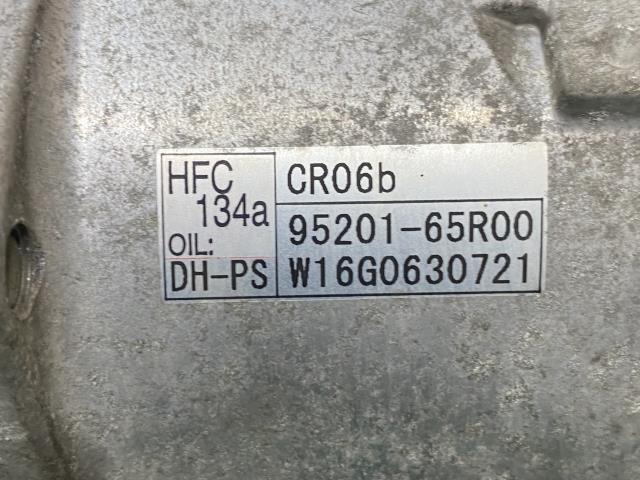 HFC
134a
OIL:
DH-PS
CR06b
95201-65R00
W16G0630721